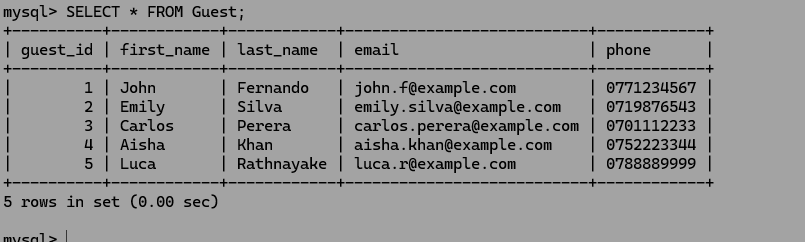 mysql> SELECT * FROM Guest;
+----------+------------+------------+--------------------------+------------+
| guest_id | first_name | last_name  | email                    | phone      |
+----------+------------+------------+--------------------------+------------+
|        1 | John       | Fernando   | john.f@example.com       | 0771234567 |
|        2 | Emily      | Silva      | emily.silva@example.com  | 0719876543 |
|        3 | Carlos     | Perera     | carlos.perera@example.com | 0701112233 |
|        4 | Aisha      | Khan       | aisha.khan@example.com   | 0752223344 |
|        5 | Luca       | Rathnayake | luca.r@example.com       | 0788889999 |
+----------+------------+------------+--------------------------+------------+
5 rows in set (0.00 sec)
mysql>